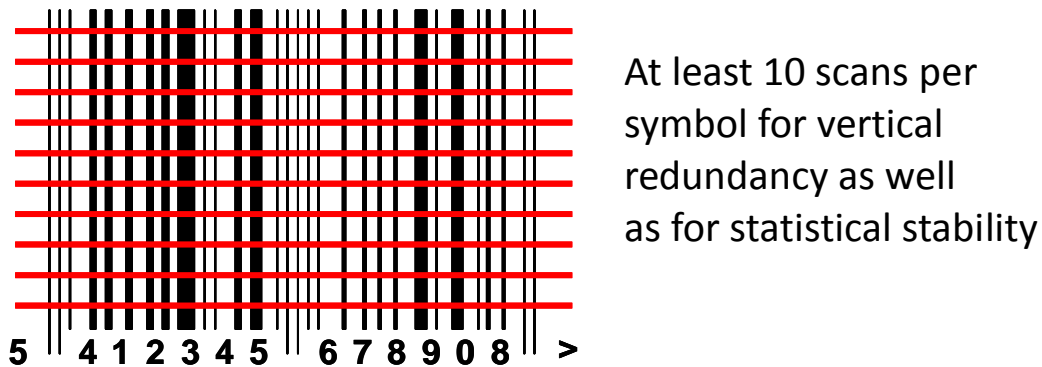 At least 10 scans per
symbol for vertical
redundancy as well
as for statistical stability
5 412345 678908 >